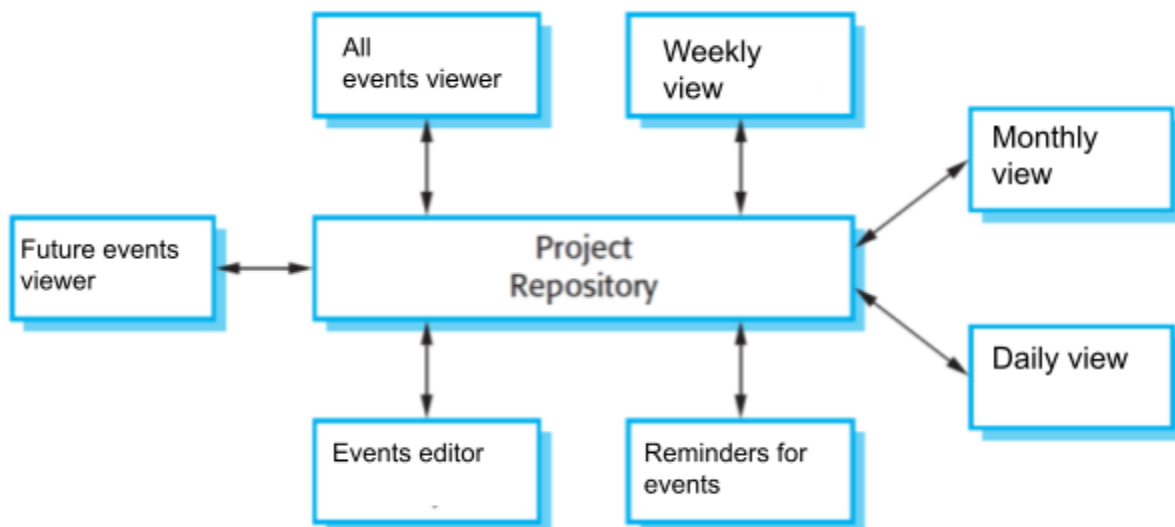 All
events viewer
Weekly
view
Monthly
view
Future events
viewer
Project
Repository
Daily view
Events editor
Reminders for
events